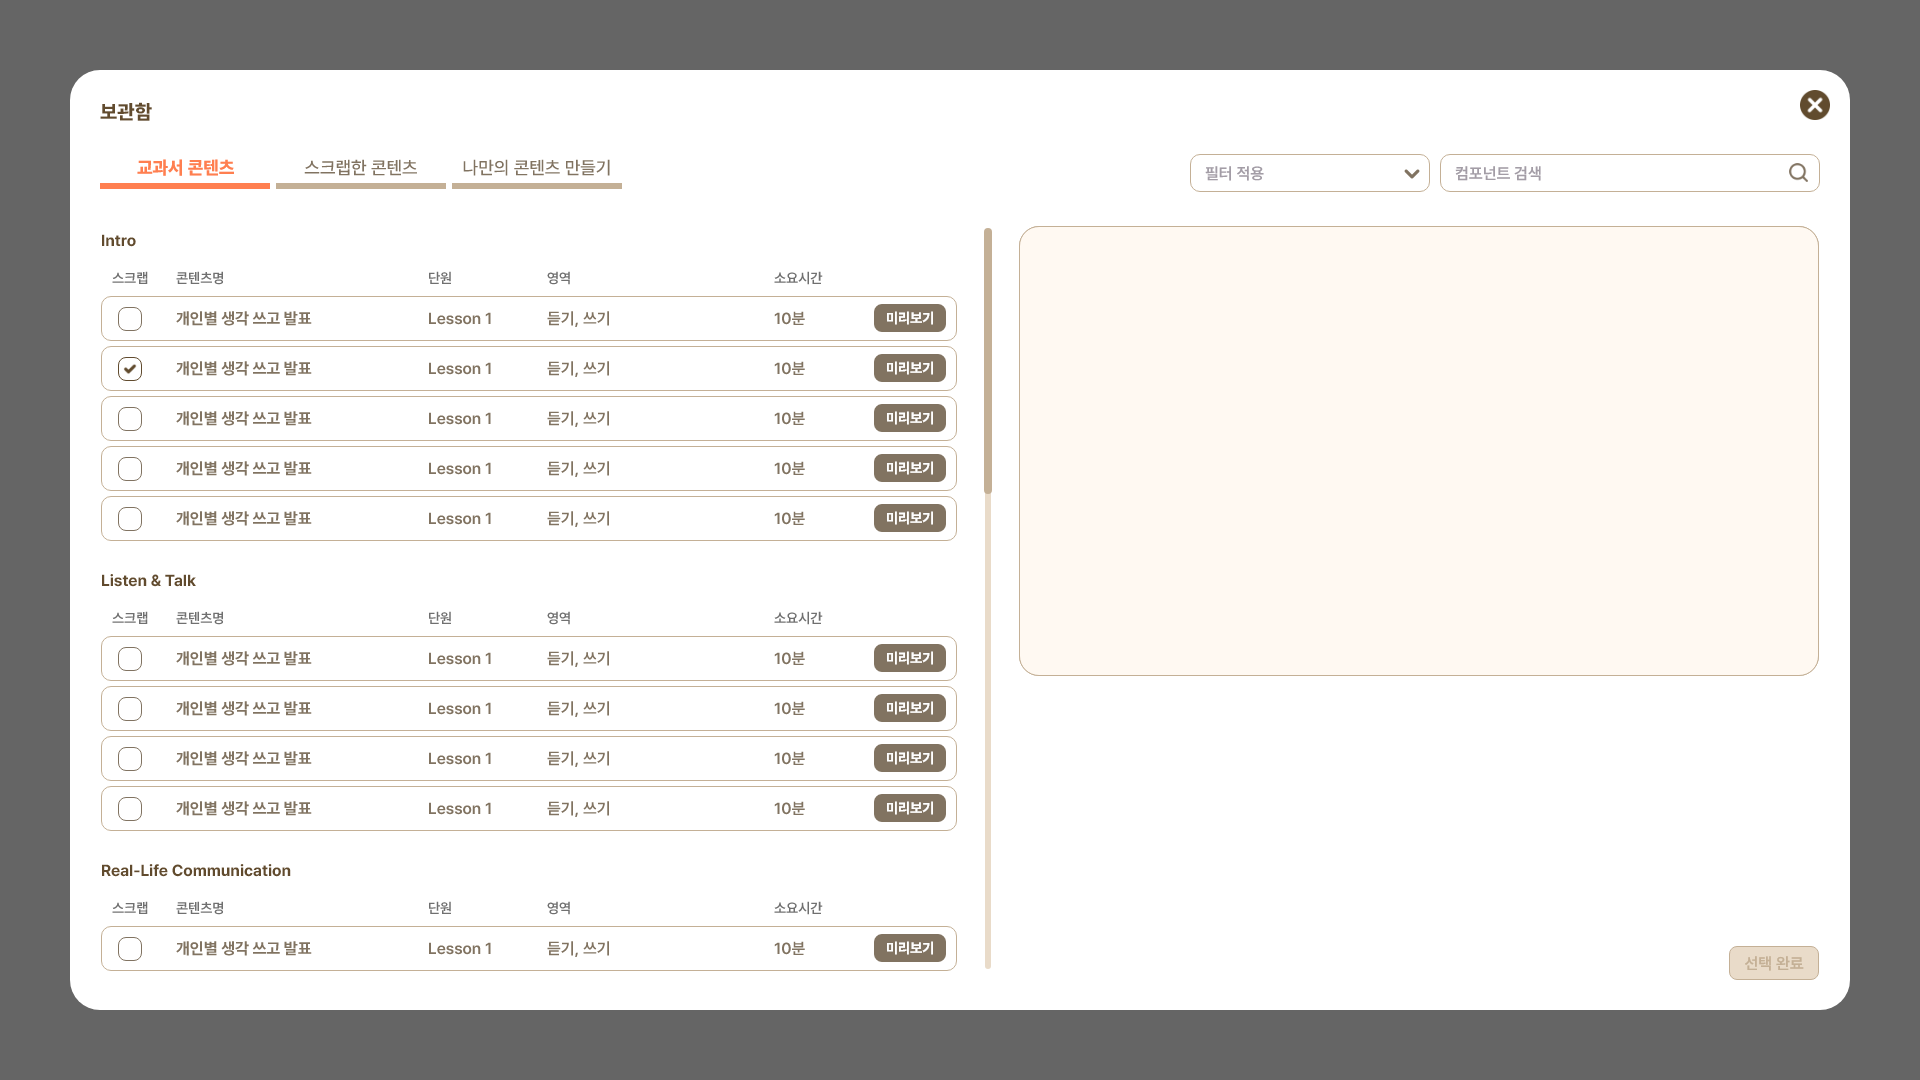 보관함
교과서 콘텐츠 스크랩한 콘텐츠 나만의 콘텐츠 만들기 필터 적용 컴포넌트 검색
Intro
스크랩 콘텐츠명 단원 영역 소요시간
개인별 생각 쓰고 발표 Lesson 1 듣기, 쓰기 10분 미리보기
개인별 생각 쓰고 발표 Lesson 1 듣기, 쓰기 10분 미리보기
개인별 생각 쓰고 발표 Lesson 1 듣기, 쓰기 10분 미리보기
개인별 생각 쓰고 발표 Lesson 1 듣기, 쓰기 10분 미리보기
개인별 생각 쓰고 발표 Lesson 1 듣기, 쓰기 10분 미리보기
Listen & Talk
스크랩 콘텐츠명 단원 영역 소요시간
개인별 생각 쓰고 발표 Lesson 1 듣기, 쓰기 10분 미리보기
개인별 생각 쓰고 발표 Lesson 1 듣기, 쓰기 10분 미리보기
개인별 생각 쓰고 발표 Lesson 1 듣기, 쓰기 10분 미리보기
개인별 생각 쓰고 발표 Lesson 1 듣기, 쓰기 10분 미리보기
Real-Life Communication
스크랩 콘텐츠명 단원 영역 소요시간
개인별 생각 쓰고 발표 Lesson 1 듣기, 쓰기 10분 미리보기
선택 완료